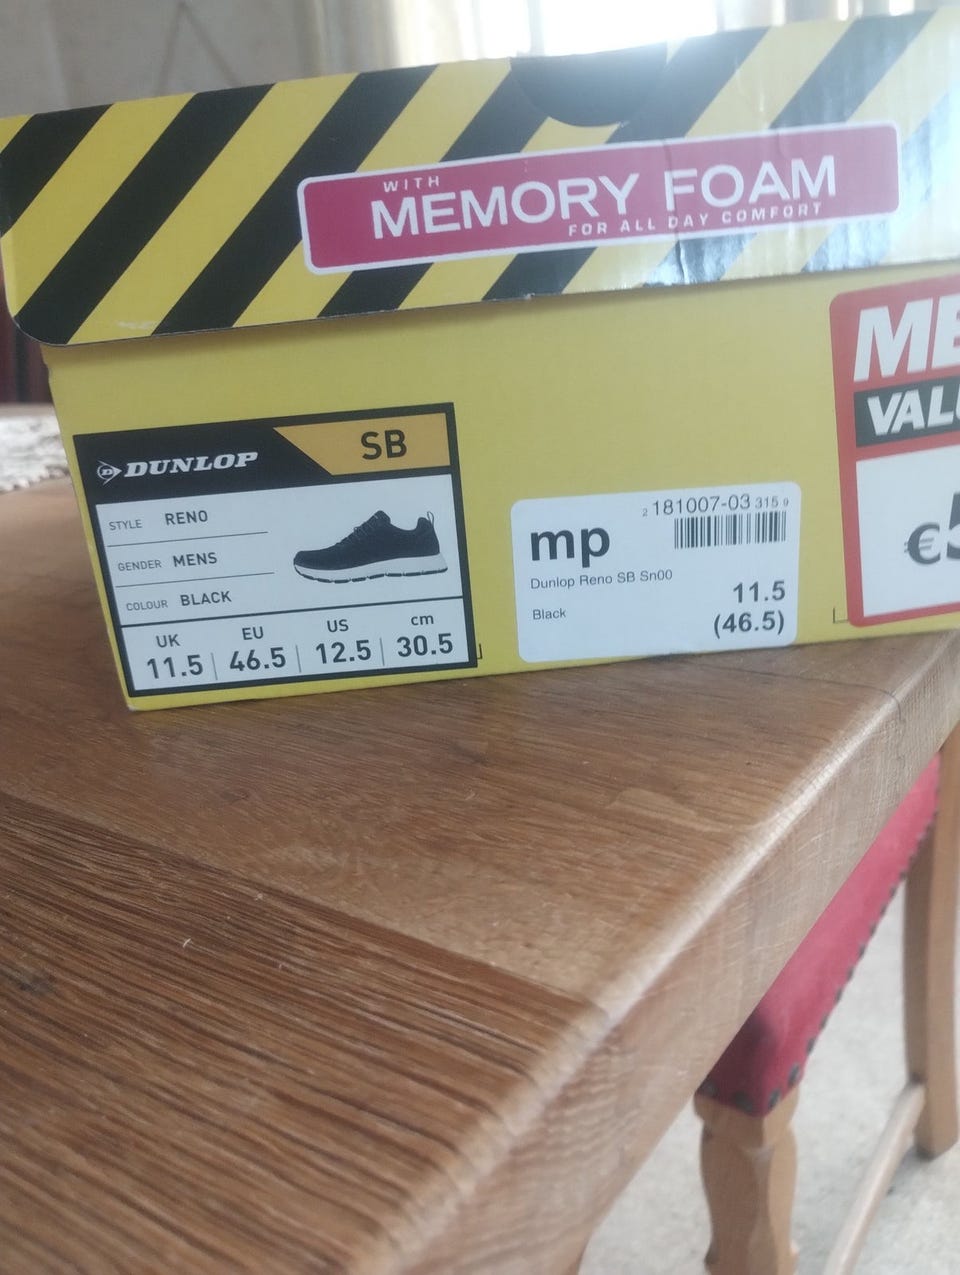 WITH
MEMORY FOAM
FOR ALL DAY COMFORT
DUNLOP
SB
STYLE RENO
GENDER MENS
COLOUR BLACK
UK EU US cm
11.5 46.5 12.5 30.5
mp
2 181007-03 315 9
Dunlop Reno SB Sn00
Black
11.5
(46.5)
€5